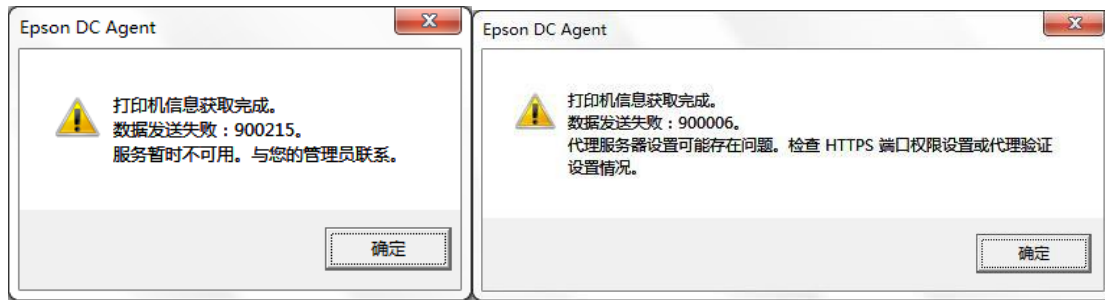 Epson DC Agent
打印机信息获取完成。
数据发送失败：900215。
服务暂时不可用。与您的管理员联系。
确定
Epson DC Agent
打印机信息获取完成。
数据发送失败：900006。
代理服务器设置可能存在问题。检查 HTTPS 端口权限设置或代理验证
设置情况。
确定